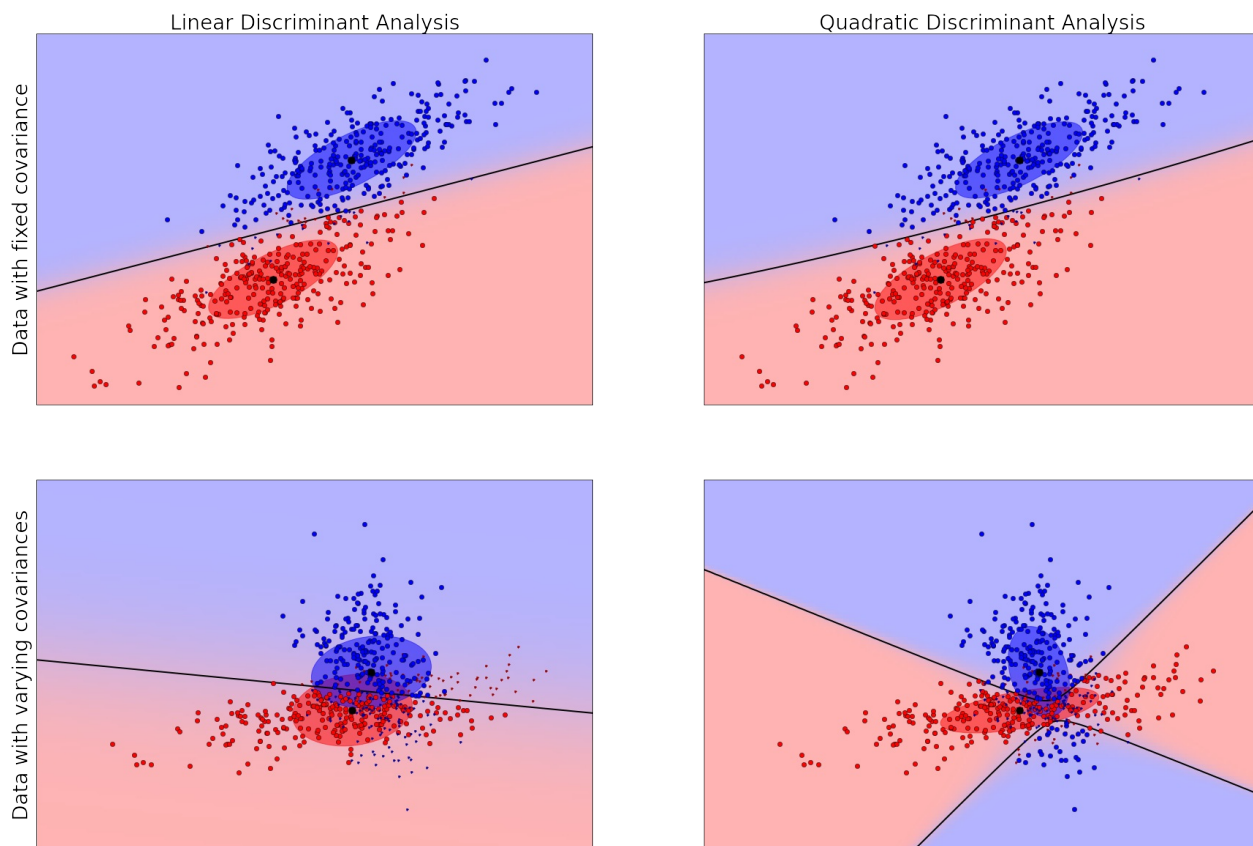 Linear Discriminant Analysis
Quadratic Discriminant Analysis
Data with fixed covariance
Data with varying covariances